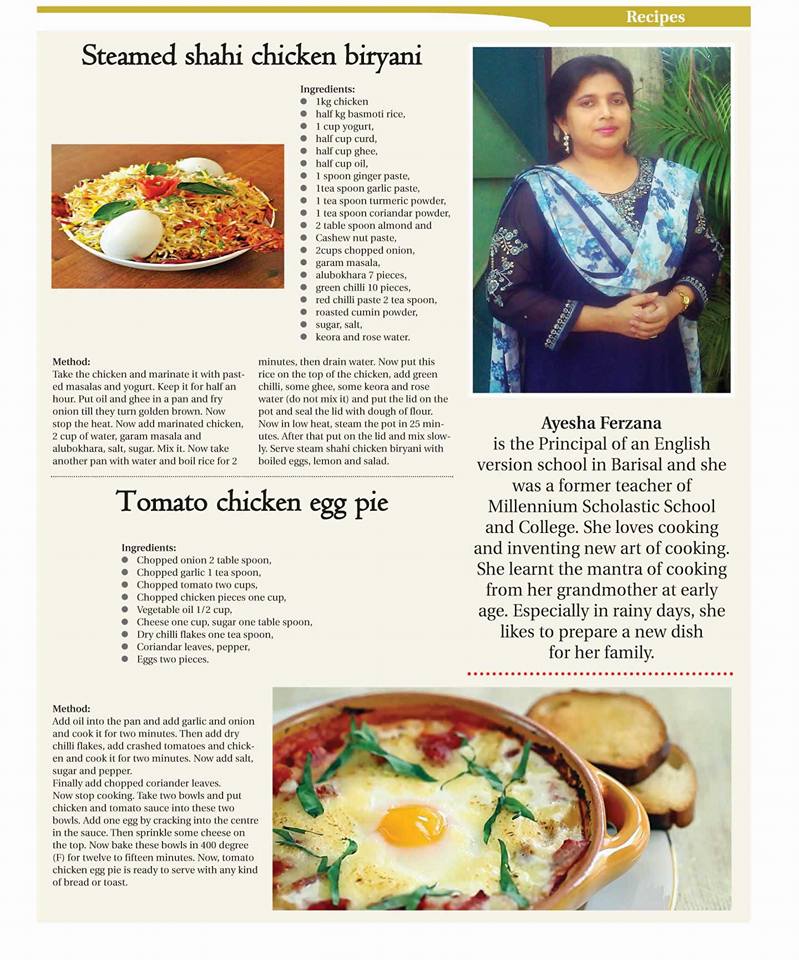 Recipes
Steamed shahi chicken biryani
Ingredients:
1kg chicken
half kg basmoti rice,
1 cup yogurt,
half cup curd,
half cup ghee,
half cup oil,
1 spoon ginger paste,
1tea spoon garlic paste,
1 tea spoon turmeric powder,
1 tea spoon coriandar powder,
2 table spoon almond and
Cashew nut paste,
2cups chopped onion,
garam masala,
alubokhara 7 pieces,
green chilli 10 pieces,
red chilli paste 2 tea spoon,
roasted cumin powder,
sugar, salt,
keora and rose water.
Method:
Take the chicken and marinate it with past-
ed masalas and yogurt. Keep it for half an
hour. Put oil and ghee in a pan and fry
onion till they turn golden brown. Now
stop the heat. Now add marinated chicken,
2 cup of water, garam masala and
alubokhara, salt, sugar. Mix it. Now take
another pan with water and boil rice for 2
minutes, then drain water. Now put this
rice on the top of the chicken, add green
chilli, some ghee, some keora and rose
water (do not mix it) and put the lid on the
pot and seal the lid with dough of flour.
Now in low heat, steam the pot in 25 min-
utes. After that put on the lid and mix slow-
ly. Serve steam shahi chicken biryani with
boiled eggs, lemon and salad.
Tomato chicken egg pie
Ingredients:
Chopped onion 2 table spoon,
Chopped garlic 1 tea spoon,
Chopped tomato two cups,
Chopped chicken pieces one cup,
Vegetable oil 1/2 cup,
Cheese one cup, sugar one table spoon,
Dry chilli flakes one tea spoon,
Coriandar leaves, pepper,
Eggs two pieces.
Method:
Add oil into the pan and add garlic and onion
and cook it for two minutes. Then add dry
chilli flakes, add crashed tomatoes and chick-
en and cook it for two minutes. Now add salt,
sugar and pepper.
Finally add chopped coriander leaves.
Now stop cooking. Take two bowls and put
chicken and tomato sauce into these two
bowls. Add one egg by cracking into the centre
in the sauce. Then sprinkle some cheese on
the top. Now bake these bowls in 400 degree
(F) for twelve to fifteen minutes. Now, tomato
chicken egg pie is ready to serve with any kind
of bread or toast.
Ayesha Ferzana
is the Principal of an English
version school in Barisal and she
was a former teacher of
Millennium Scholastic School
and College. She loves cooking
and inventing new art of cooking.
She learnt the mantra of cooking
from her grandmother at early
age. Especially in rainy days, she
likes to prepare a new dish
for her family.